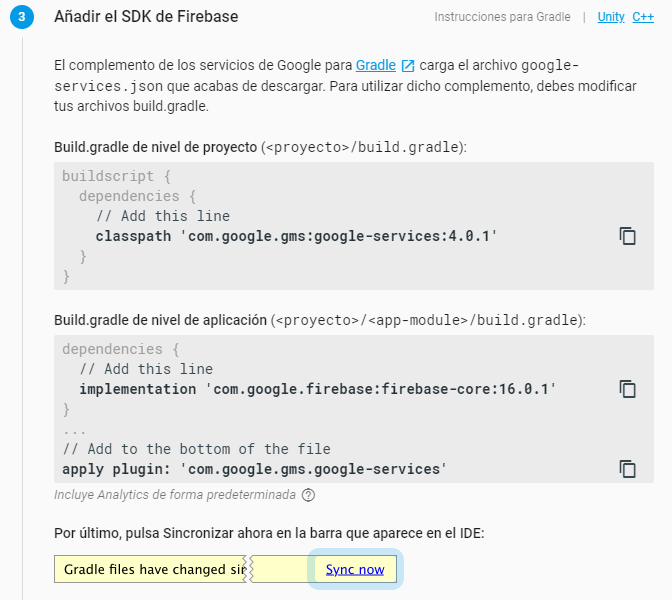 3 Añadir el SDK de Firebase Instrucciones para Gradle | Unity C++
El complemento de los servicios de Google para Gradle carga el archivo google-
services.json que acabas de descargar. Para utilizar dicho complemento, debes modificar
tus archivos build.gradle.
Build.gradle de nivel de proyecto (<proyecto>/build.gradle):
buildscript {
dependencies {
// Add this line
classpath 'com.google.gms:google-services:4.0.1'
}
}
Build.gradle de nivel de aplicación (<proyecto>/<app-module>/build.gradle):
dependencies {
// Add this line
implementation 'com.google.firebase:firebase-core:16.0.1'
}
...
// Add to the bottom of the file
apply plugin: 'com.google.gms.google-services'
Incluye Analytics de forma predeterminada ?
Por último, pulsa Sincronizar ahora en la barra que aparece en el IDE:
Gradle files have changed sin Sync now